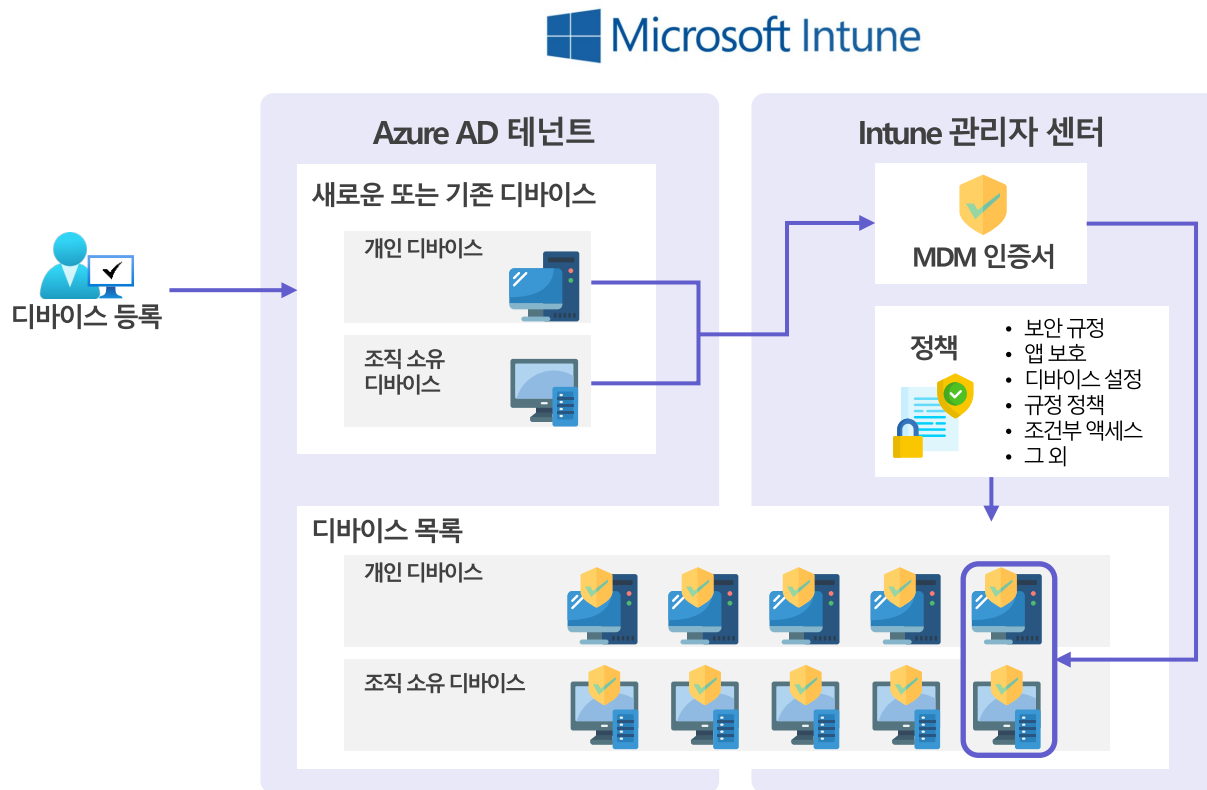 Microsoft Intune
Azure AD 테넌트
새로운 또는 기존 디바이스
개인 디바이스
조직 소유
디바이스
디바이스 등록
Intune 관리자 센터
MDM 인증서
정책
• 보안 규정
• 앱 보호
• 디바이스 설정
• 규정 정책
• 조건부 액세스
• 그 외
디바이스 목록
개인 디바이스
조직 소유 디바이스